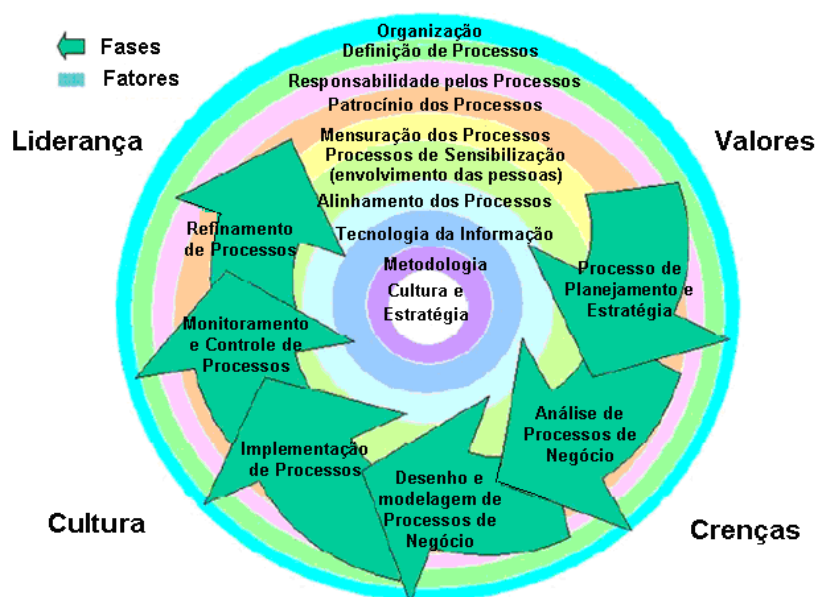 Fases
Fatores
Organização
Definição de Processos
Responsabilidade pelos Processos
Patrocínio dos Processos
Mensuração dos Processos
Processos de Sensibilização
(envolvimento das pessoas)
Alinhamento dos Processos
Tecnologia da Informação
Metodologia
Cultura e
Estratégia
Liderança
Valores
Cultura
Crenças
Processo de
Planejamento e
Estratégia
Análise de
Processos de
Negócio
Desenho e
modelagem de
Processos de
Negócio
Implementação
de Processos
Monitoramento
e Controle de
Processos
Refinamento
de Processos